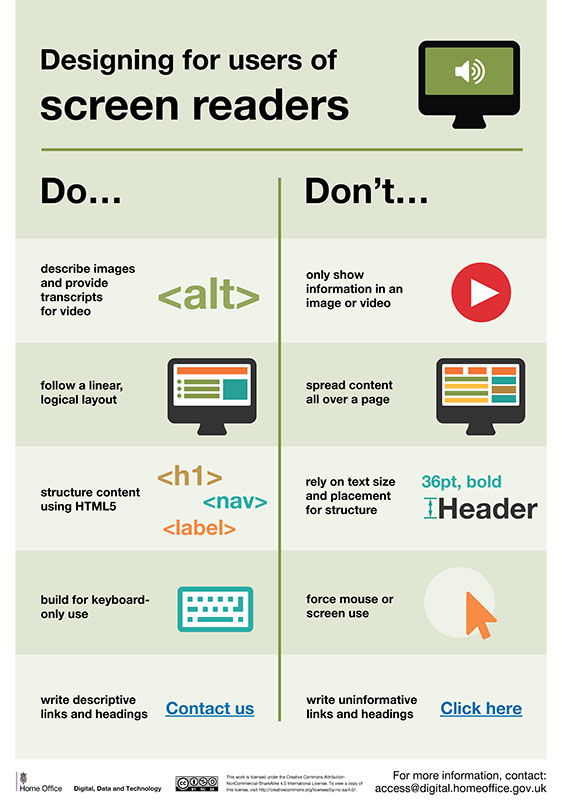 Designing for users of
screen readers
Do…
Don't…
describe images
and provide
transcripts
for video
<alt>
only show
information in an
image or video
follow a linear,
logical layout
spread content
all over a page
structure content
using HTML5
<h1>
<nav>
<label>
rely on text size
and placement
for structure
36pt, bold
Header
build for keyboard-
only use
force mouse or
screen use
write descriptive
links and headings
Contact us
write uninformative
links and headings
Click here
Home Office
Digital, Data and Technology
CC
BY NC SA
This work is licensed under the Creative Commons Attribution-
NonCommercial-ShareAlike 4.0 International License. To view a copy of
this license, visit http://creativecommons.org/licenses/by-nc-sa/4.0/.
For more information, contact:
access@digital.homeoffice.gov.uk